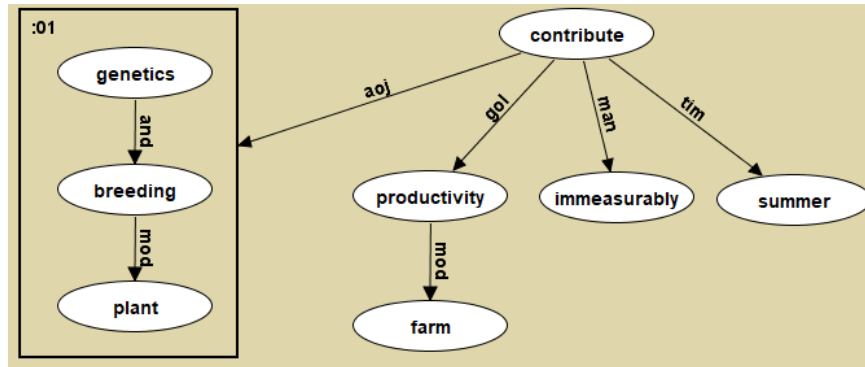 :01
contribute
genetics
aoj
gol
man
tim
and
breeding
productivity
immeasurably
summer
mod
mod
plant
farm